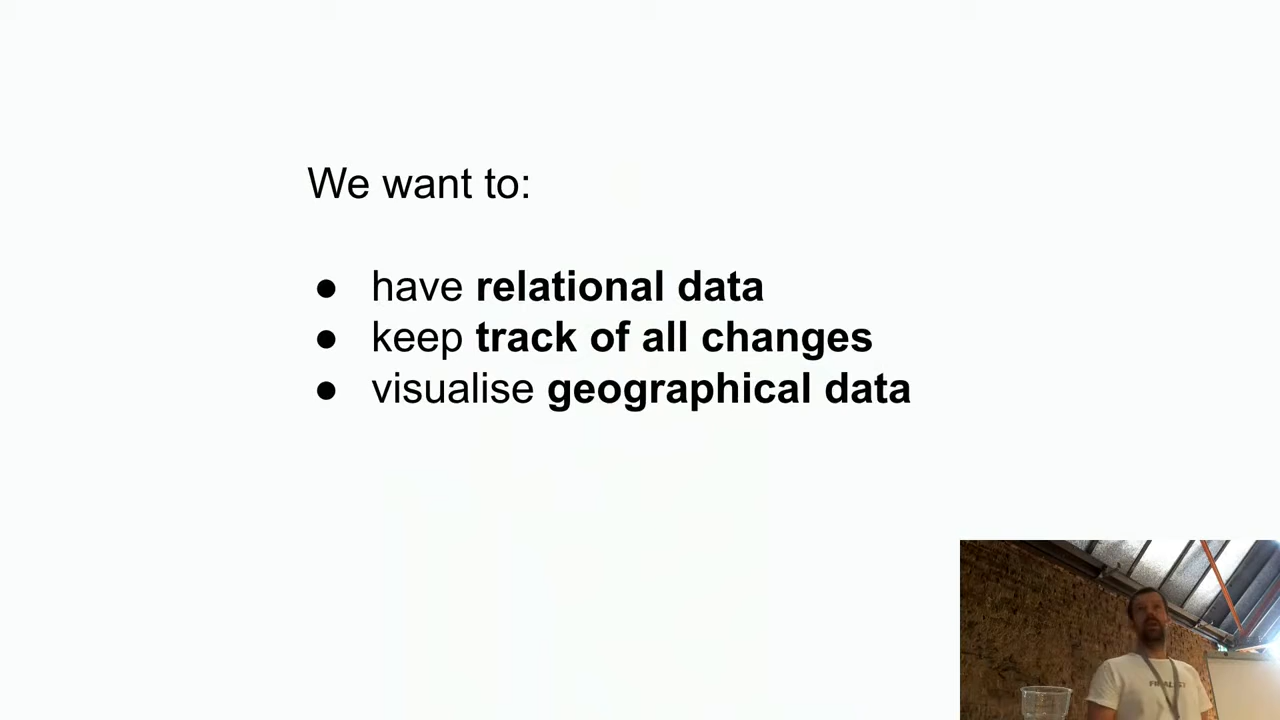 We want to:
● have relational data
● keep track of all changes
● visualise geographical data